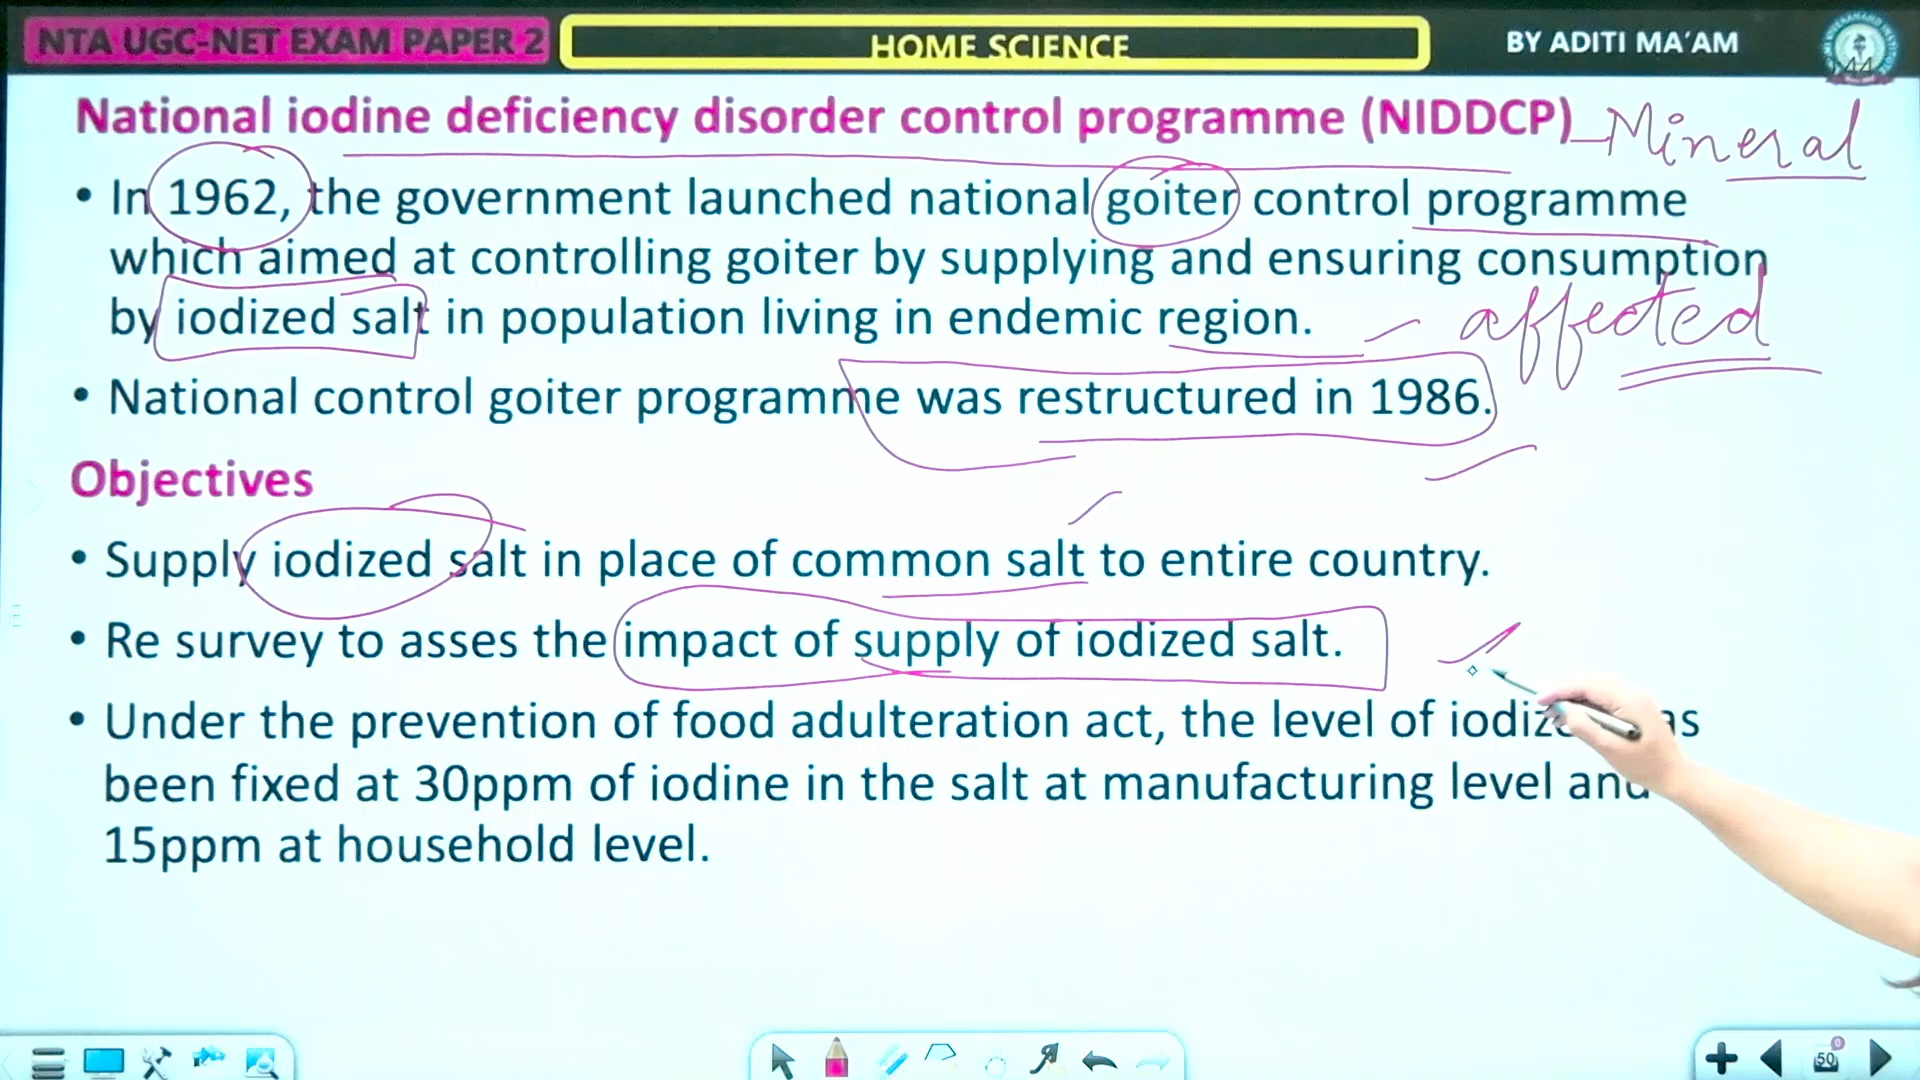 NTA UGC-NET EXAM PAPER 2
HOME SCIENCE
BY ADITI MA'AM
National iodine deficiency disorder control programme (NIDDCP) Mineral
• In 1962, the government launched national goiter control programme
which aimed at controlling goiter by supplying and ensuring consumption
by iodized salt in population living in endemic region. affected
• National control goiter programme was restructured in 1986.
Objectives
• Supply iodized salt in place of common salt to entire country.
• Re survey to asses the impact of supply of iodized salt.
• Under the prevention of food adulteration act, the level of
been fixed at 30ppm of iodine in the salt at manufacturing level and
15ppm at household level.
50